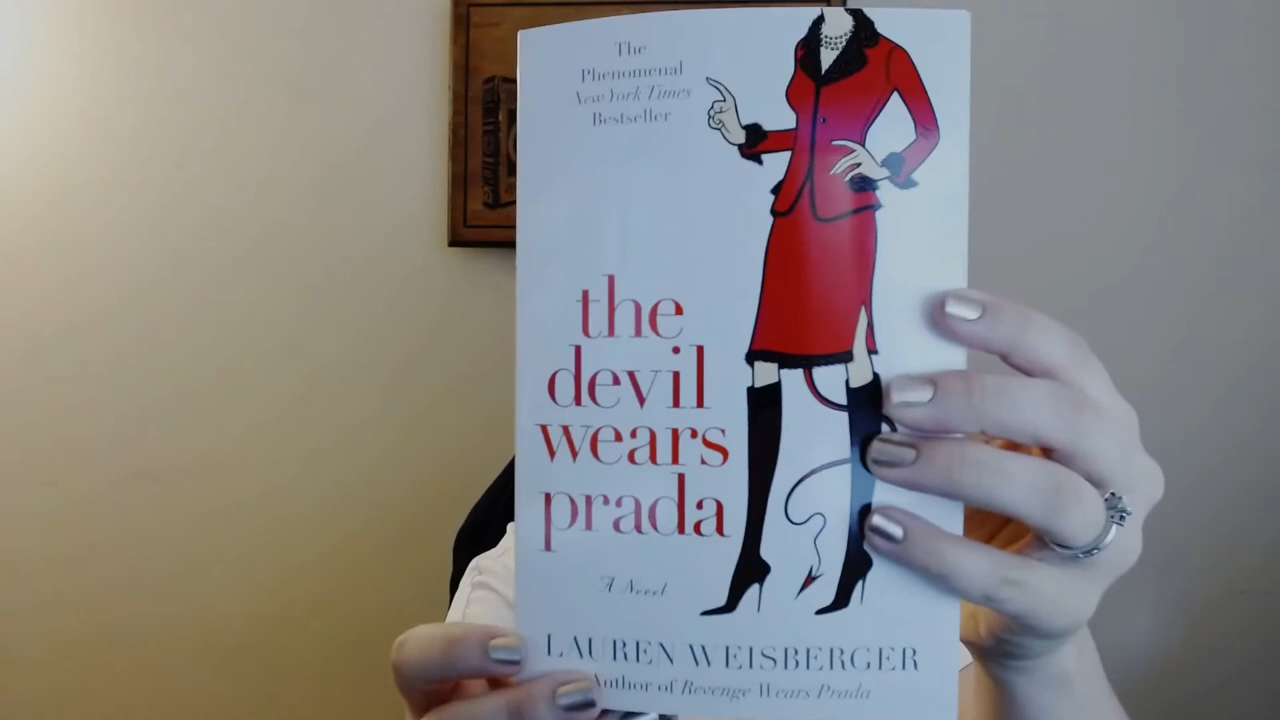 The
Phenomenal
New York Times
Bestseller
the
devil
wears
prada
A Novel
LAUREN WEISBERGER
Author of Revenge Wears Prada